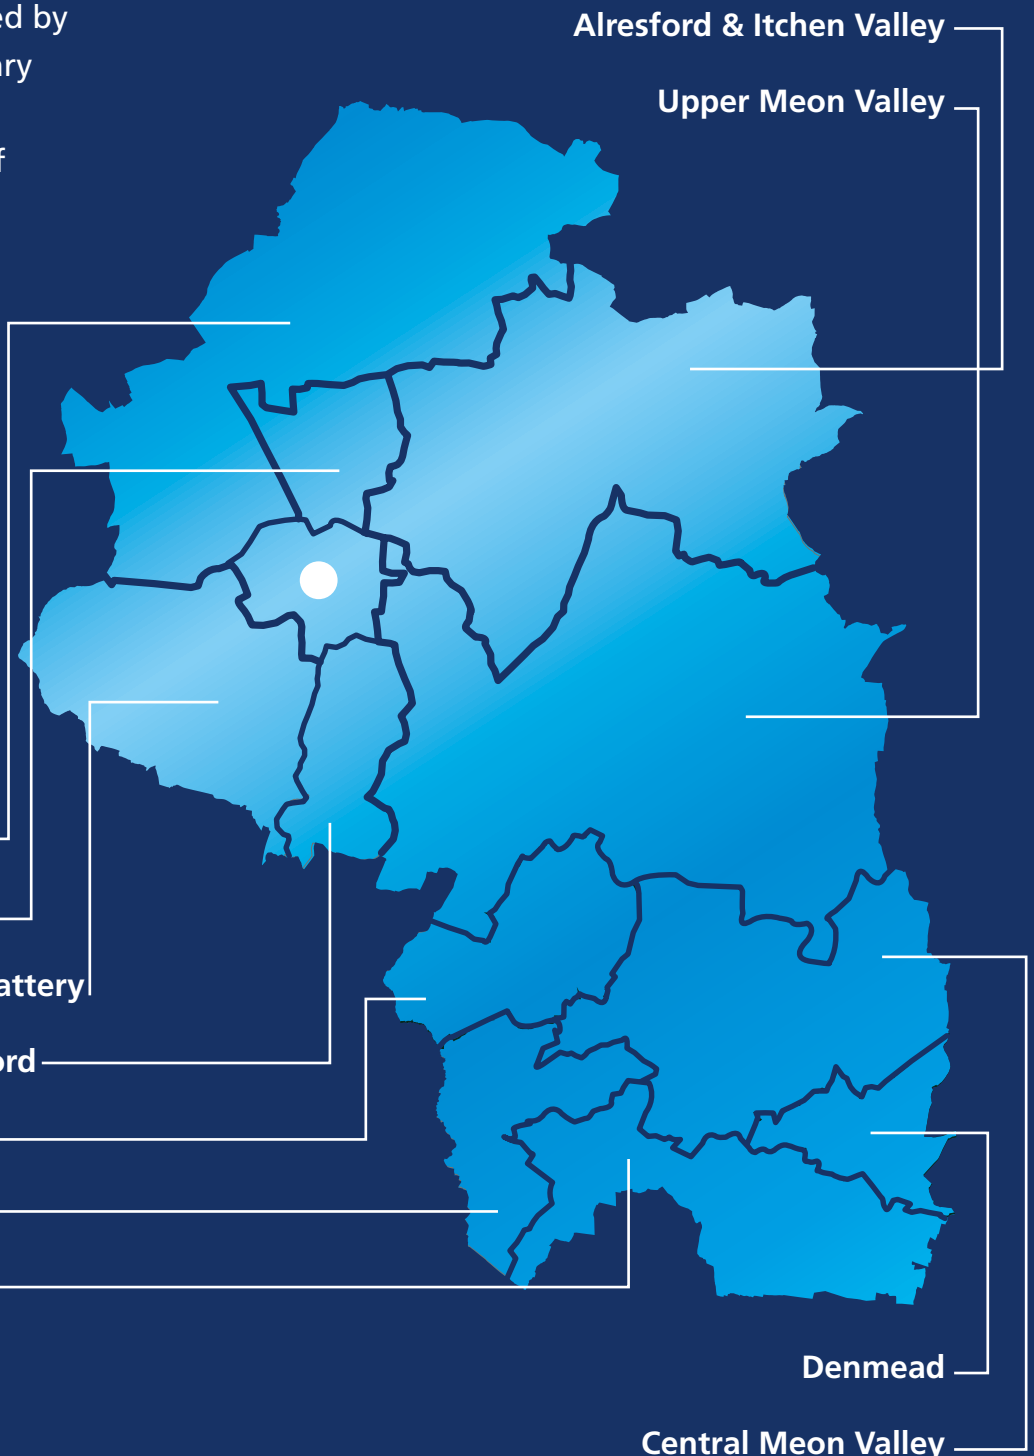 ed by
ary
f
Alresford & Itchen Valley
Upper Meon Valley
attery
ord
Denmead
Central Meon Valley